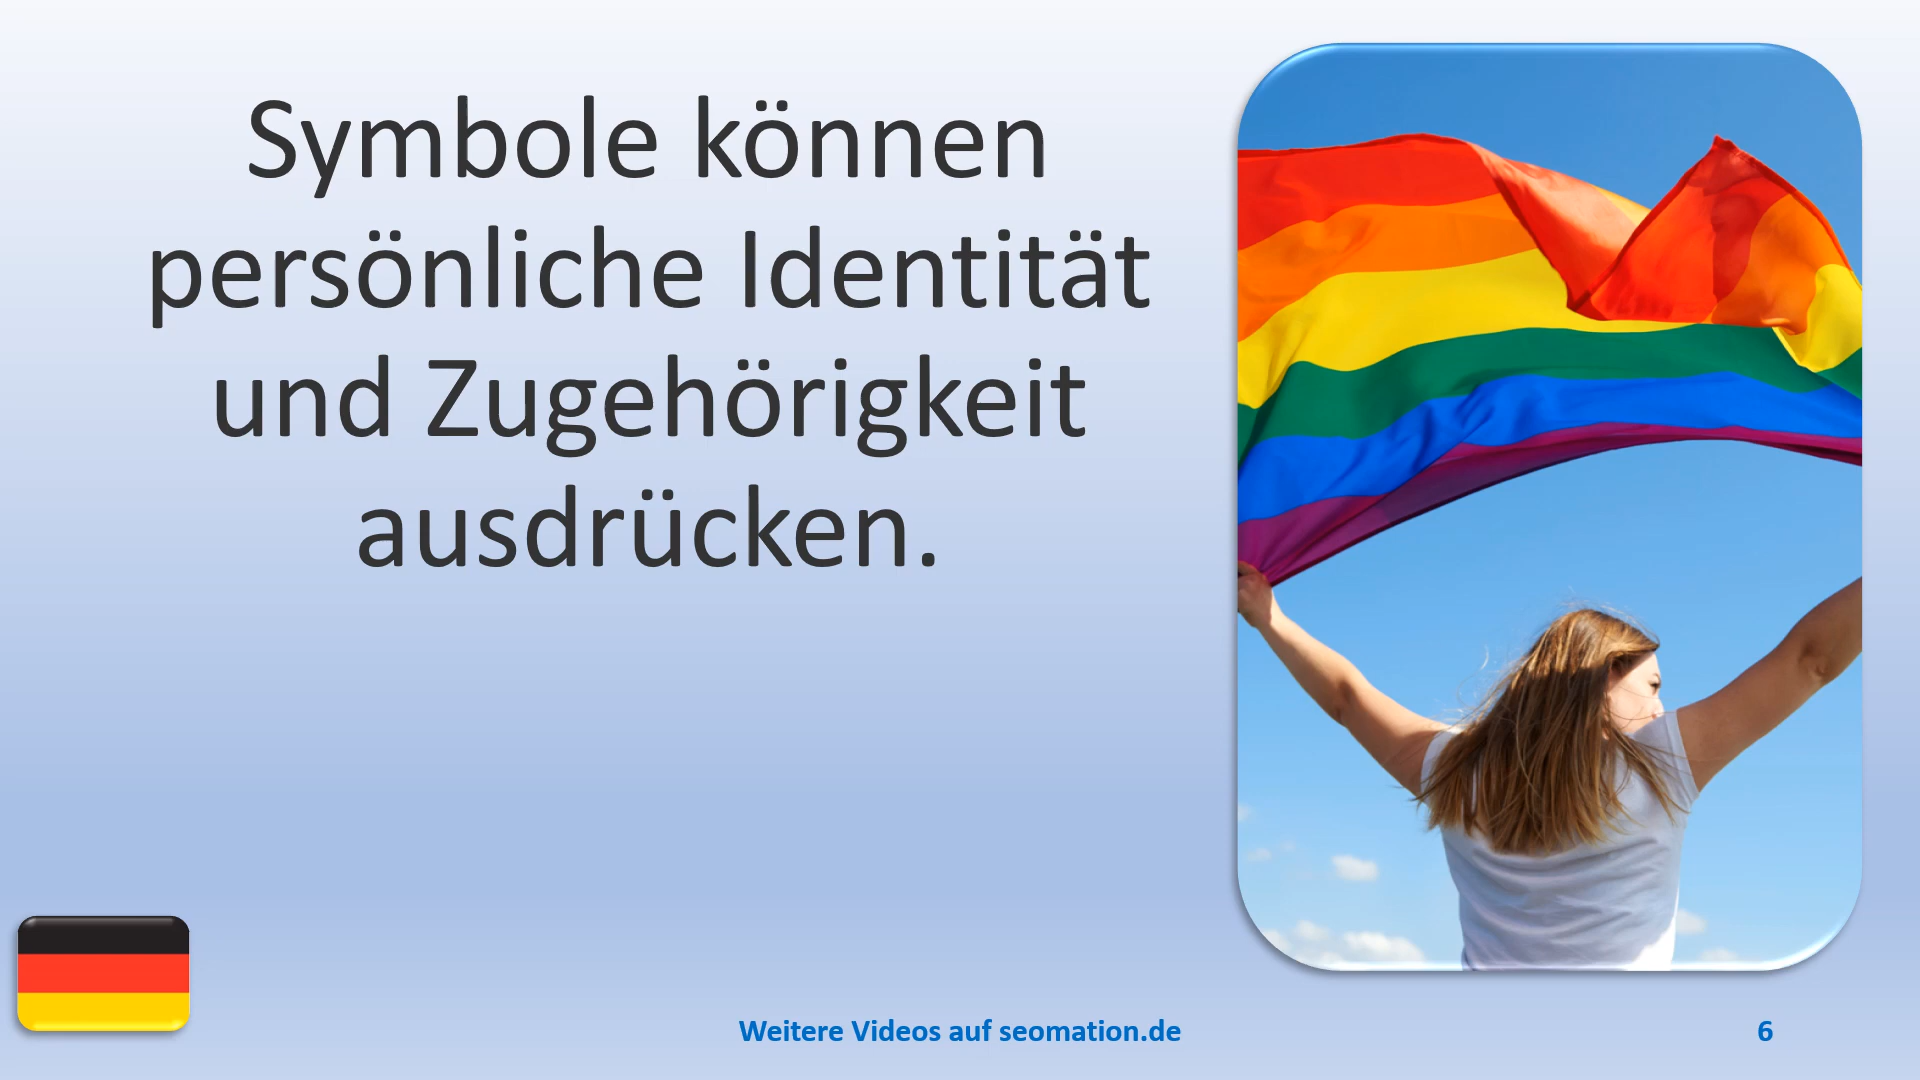 Symbole können
persönliche Identität
und Zugehörigkeit
ausdrücken.
Weitere Videos auf seomation.de
6